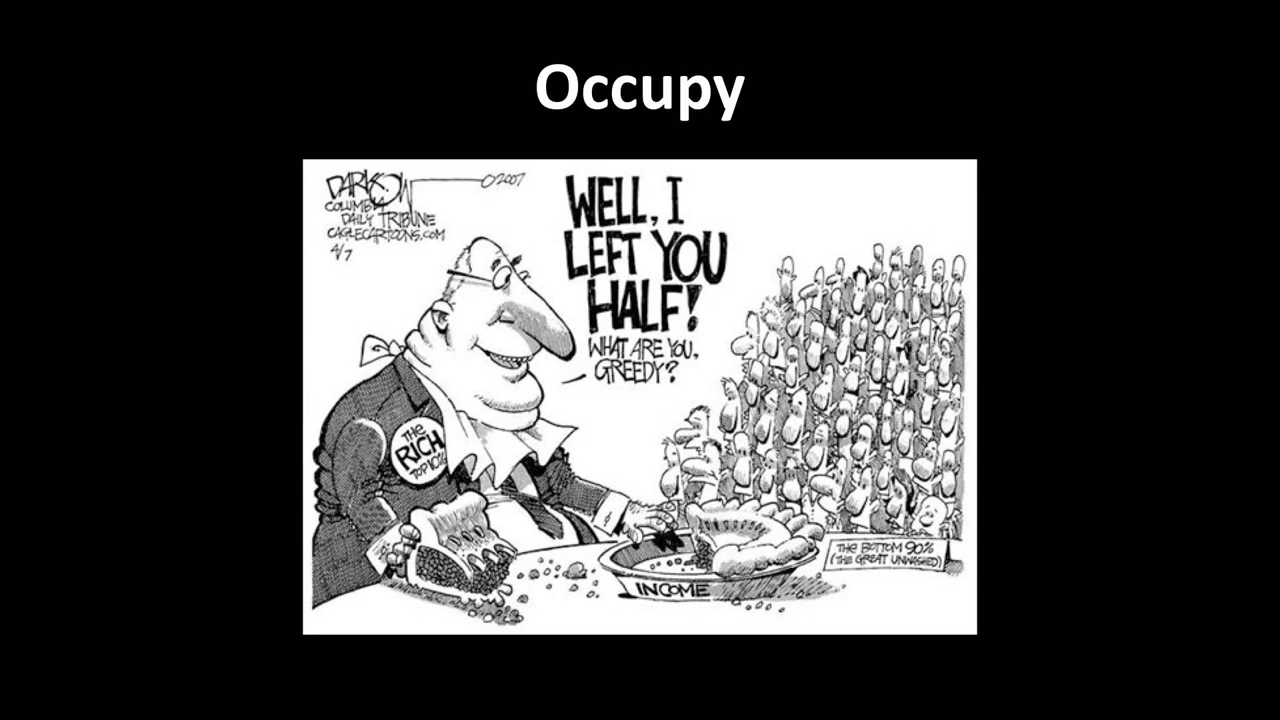 Occupy
DARKOW ©2007
COLUMBIA
DAILY TRIBUNE
CAGLECARTOONS.COM
4/7
WELL, I
LEFT YOU
HALF!
WHAT ARE YOU,
GREEDY?
THE
RICH
TOP 10%
INCOME
THE BOTTOM 90%
(THE GREAT UNWASHED)